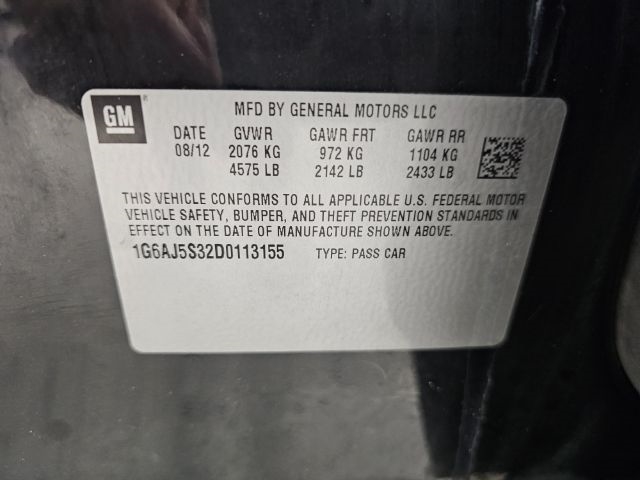 GM
MFD BY GENERAL MOTORS LLC
DATE GVWR GAWR FRT GAWR RR
08/12 2076 KG 972 KG 1104 KG
4575 LB 2142 LB 2433 LB
THIS VEHICLE CONFORMS TO ALL APPLICABLE U.S. FEDERAL MOTOR
VEHICLE SAFETY, BUMPER, AND THEFT PREVENTION STANDARDS IN
EFFECT ON THE DATE OF MANUFACTURE SHOWN ABOVE.
1G6AJ5S32D0113155 TYPE: PASS CAR